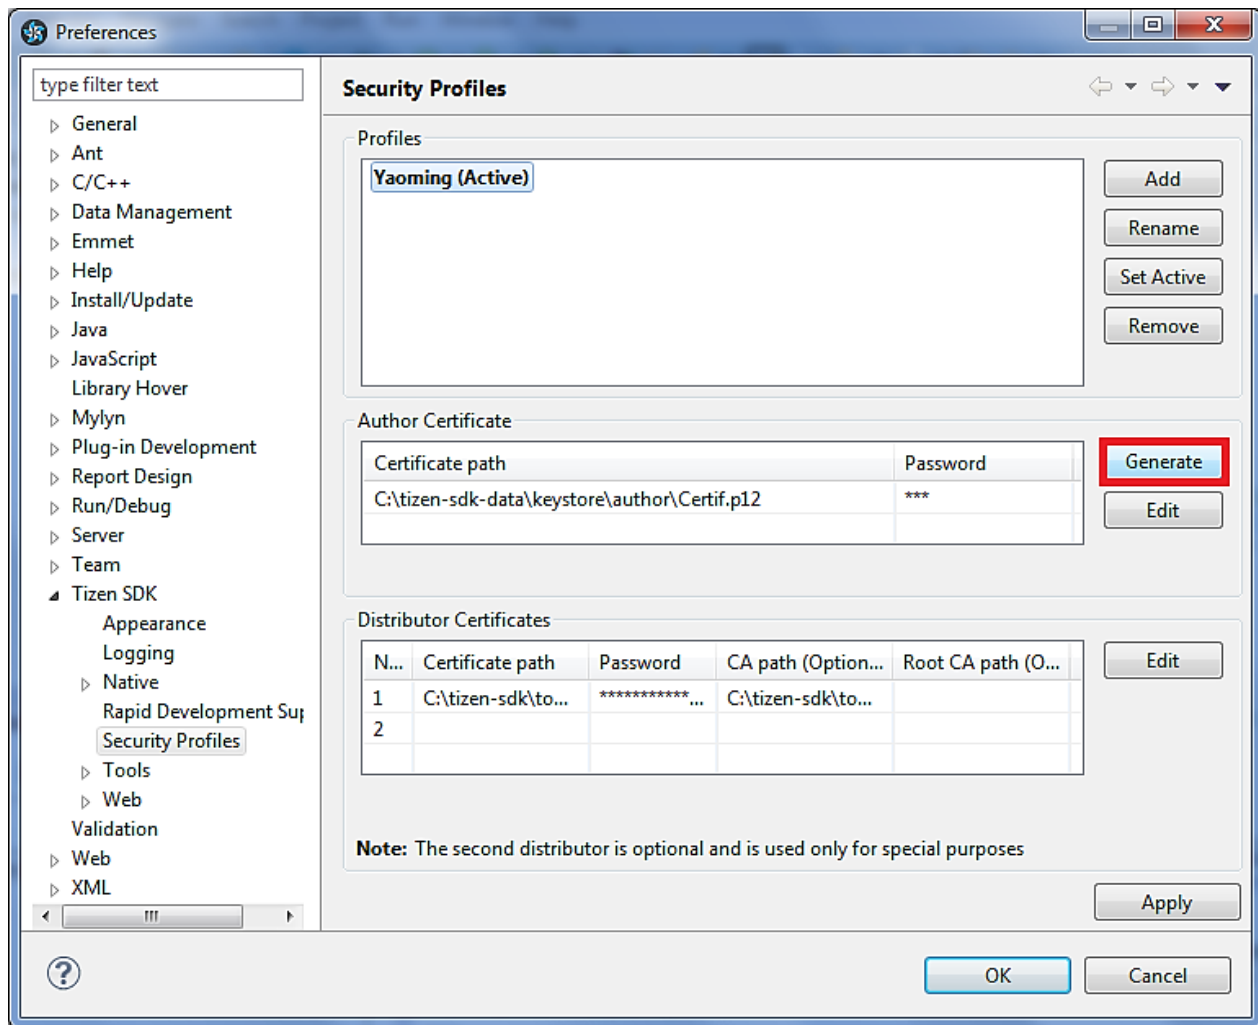 Preferences
type filter text
General
Ant
C/C++
Data Management
Emmet
Help
Install/Update
Java
JavaScript
Library Hover
Mylyn
Plug-in Development
Report Design
Run/Debug
Server
Team
Tizen SDK
Appearance
Logging
Native
Rapid Development Sup
Security Profiles
Tools
Web
Validation
Web
XML
Security Profiles
Profiles
Yaoming (Active)
Add
Rename
Set Active
Remove
Author Certificate
Certificate path Password
C:\tizen-sdk-data\keystore\author\Certif.p12 ***
Generate
Edit
Distributor Certificates
N... Certificate path Password CA path (Option... Root CA path (O...
1 C:\tizen-sdk\to... ***********... C:\tizen-sdk\to...
2
Edit
Note: The second distributor is optional and is used only for special purposes
Apply
?
OK Cancel